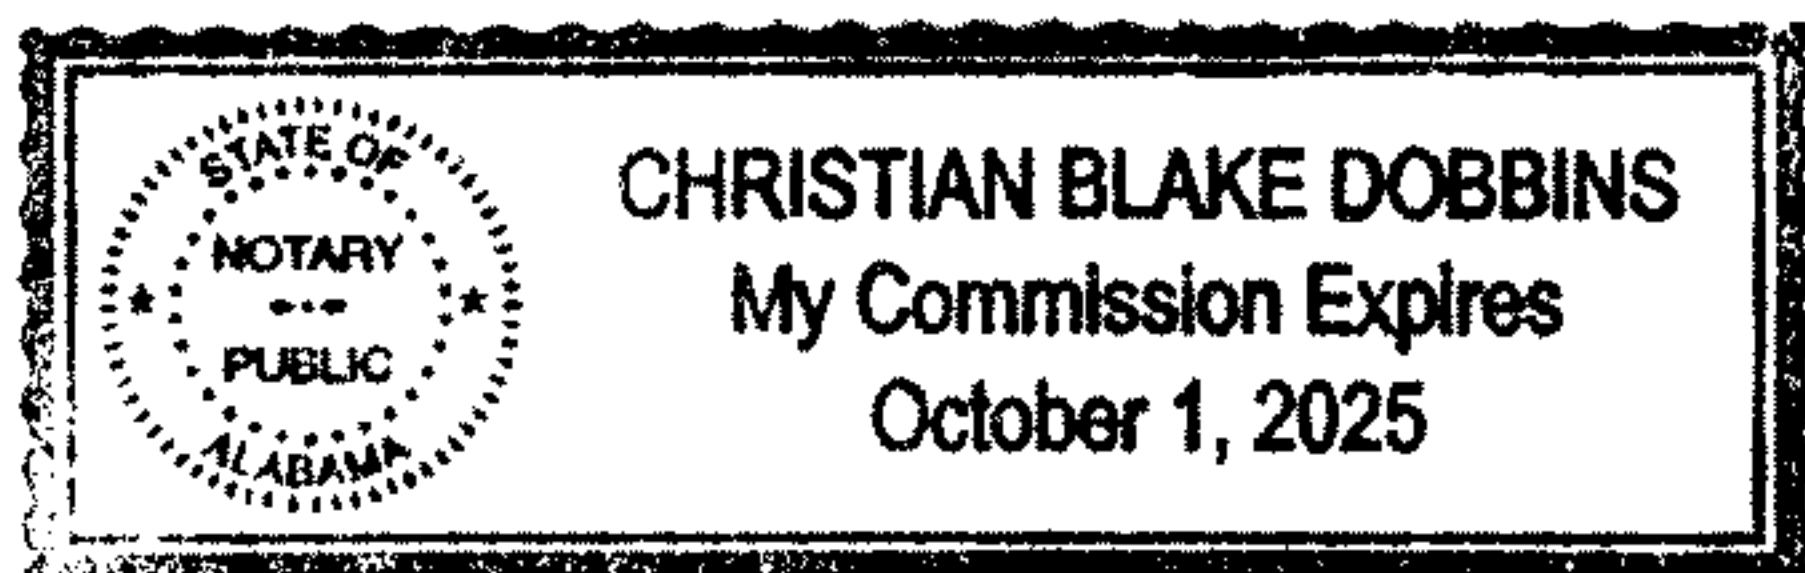 STATE OF
NOTARY
PUBLIC
ALABAMA
CHRISTIAN BLAKE DOBBINS
My Commission Expires
October 1, 2025